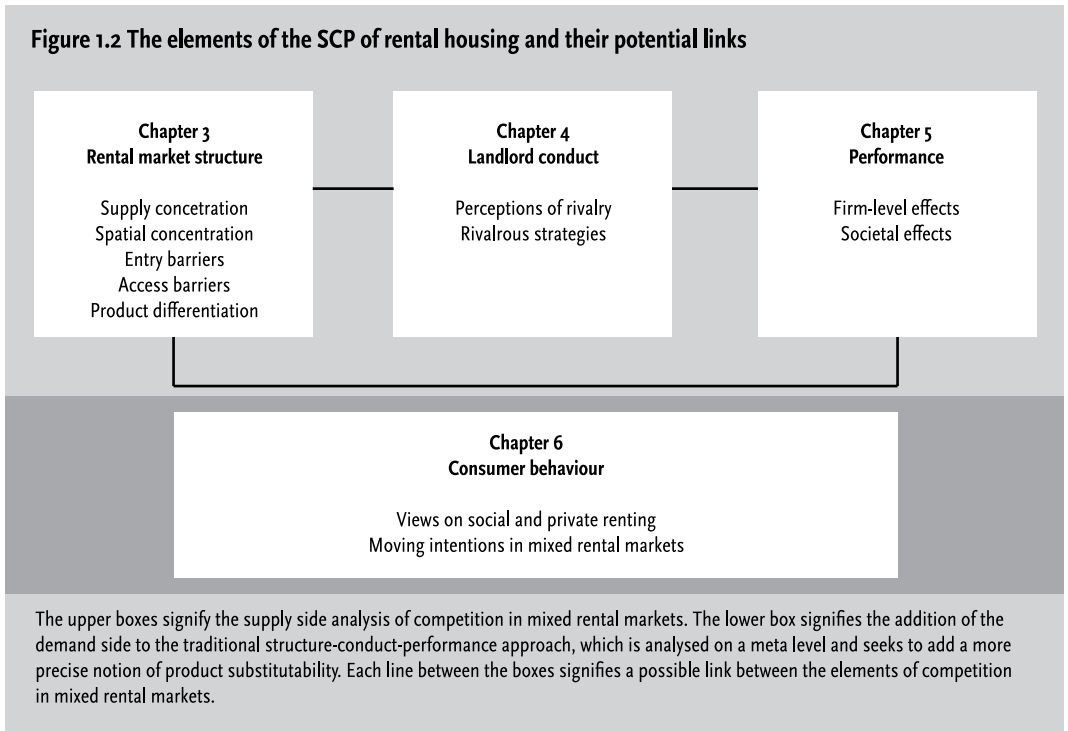 Figure 1.2 The elements of the SCP of rental housing and their potential links
Chapter 3
Rental market structure
Supply concetration
Spatial concentration
Entry barriers
Access barriers
Product differentiation
Chapter 4
Landlord conduct
Perceptions of rivalry
Rivalrous strategies
Chapter 5
Performance
Firm-level effects
Societal effects
Chapter 6
Consumer behaviour
Views on social and private renting
Moving intentions in mixed rental markets
The upper boxes signify the supply side analysis of competition in mixed rental markets. The lower box signifies the addition of the
demand side to the traditional structure-conduct-performance approach, which is analysed on a meta level and seeks to add a more
precise notion of product substitutability. Each line between the boxes signifies a possible link between the elements of competition
in mixed rental markets.